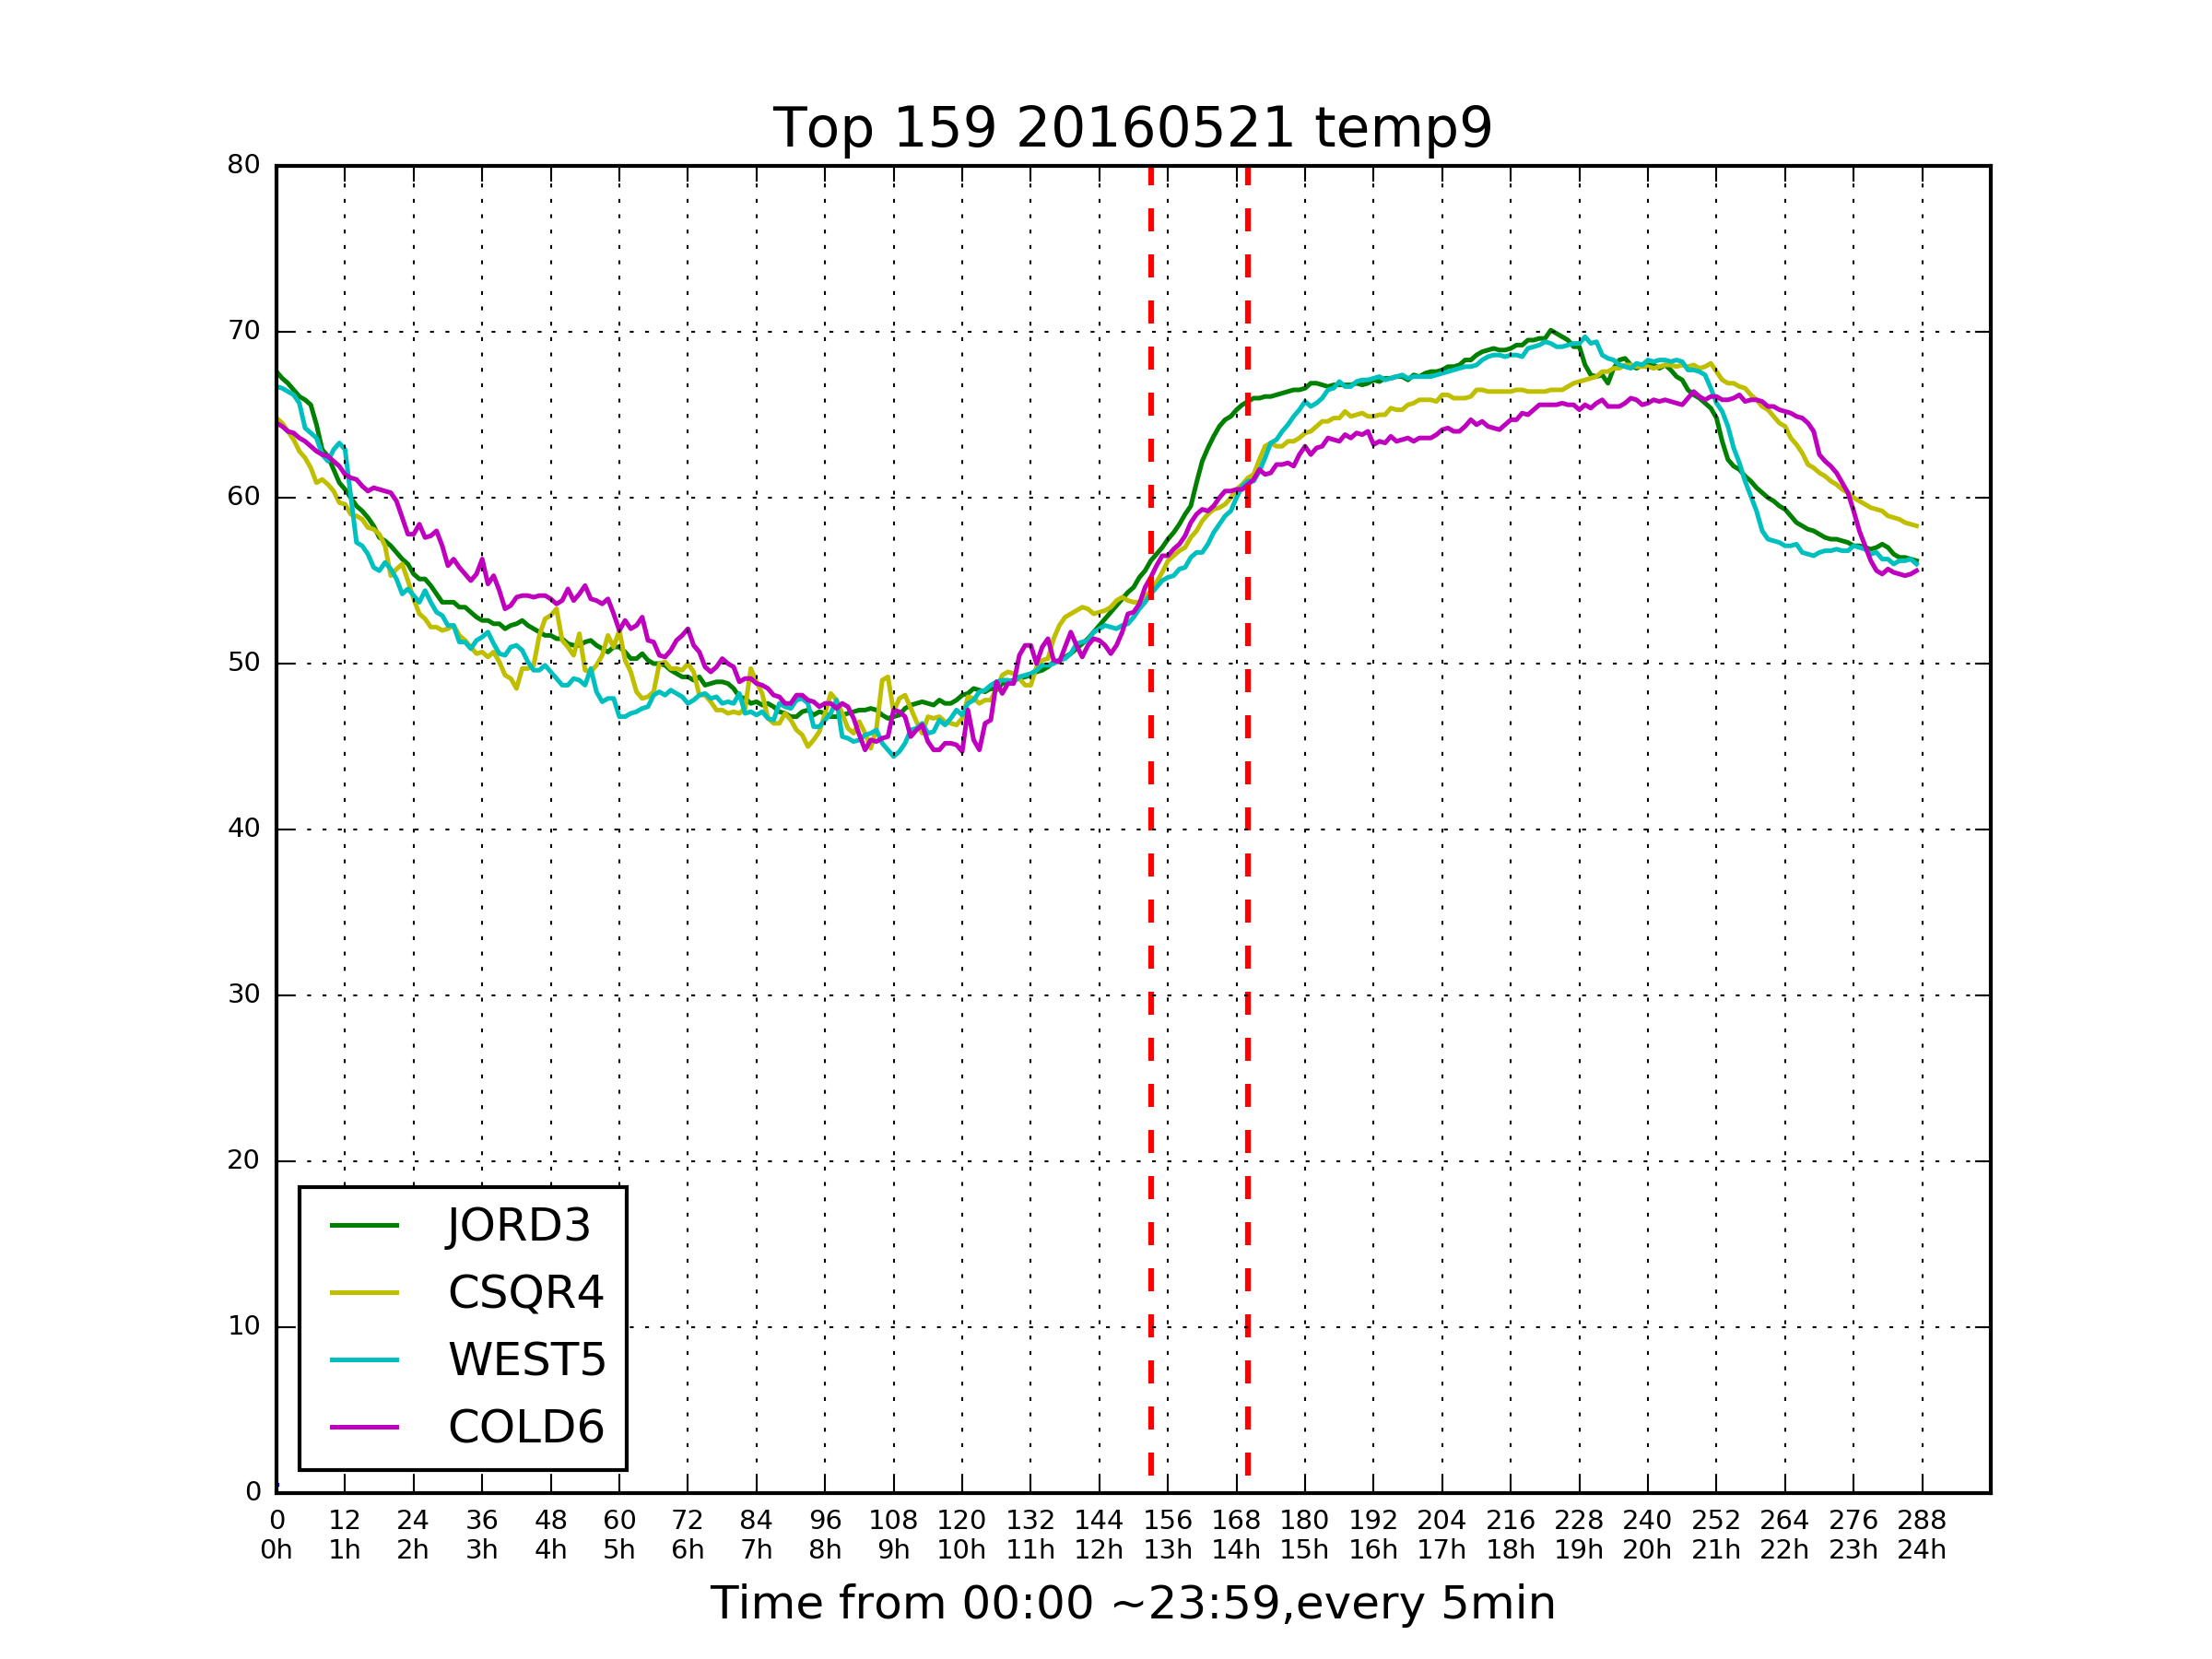 Top 159 20160521 temp9
80
70
60
50
40
30
20
10
0
JORD3
CSQR4
WEST5
COLD6
0 12 24 36 48 60 72 84 96 108 120 132 144 156 168 180 192 204 216 228 240 252 264 276 288
0h 1h 2h 3h 4h 5h 6h 7h 8h 9h 10h 11h 12h 13h 14h 15h 16h 17h 18h 19h 20h 21h 22h 23h 24h
Time from 00:00 ~23:59,every 5min